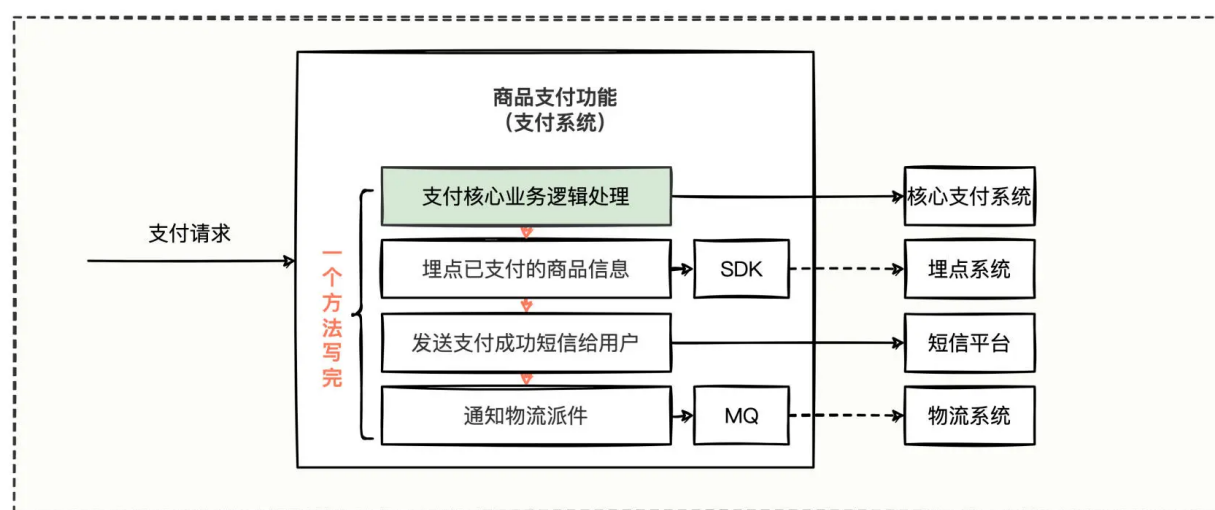 商品支付功能
（支付系统）
支付请求
一个方法写完
支付核心业务逻辑处理
核心支付系统
埋点已支付的商品信息
SDK
埋点系统
发送支付成功短信给用户
短信平台
通知物流派件
MQ
物流系统